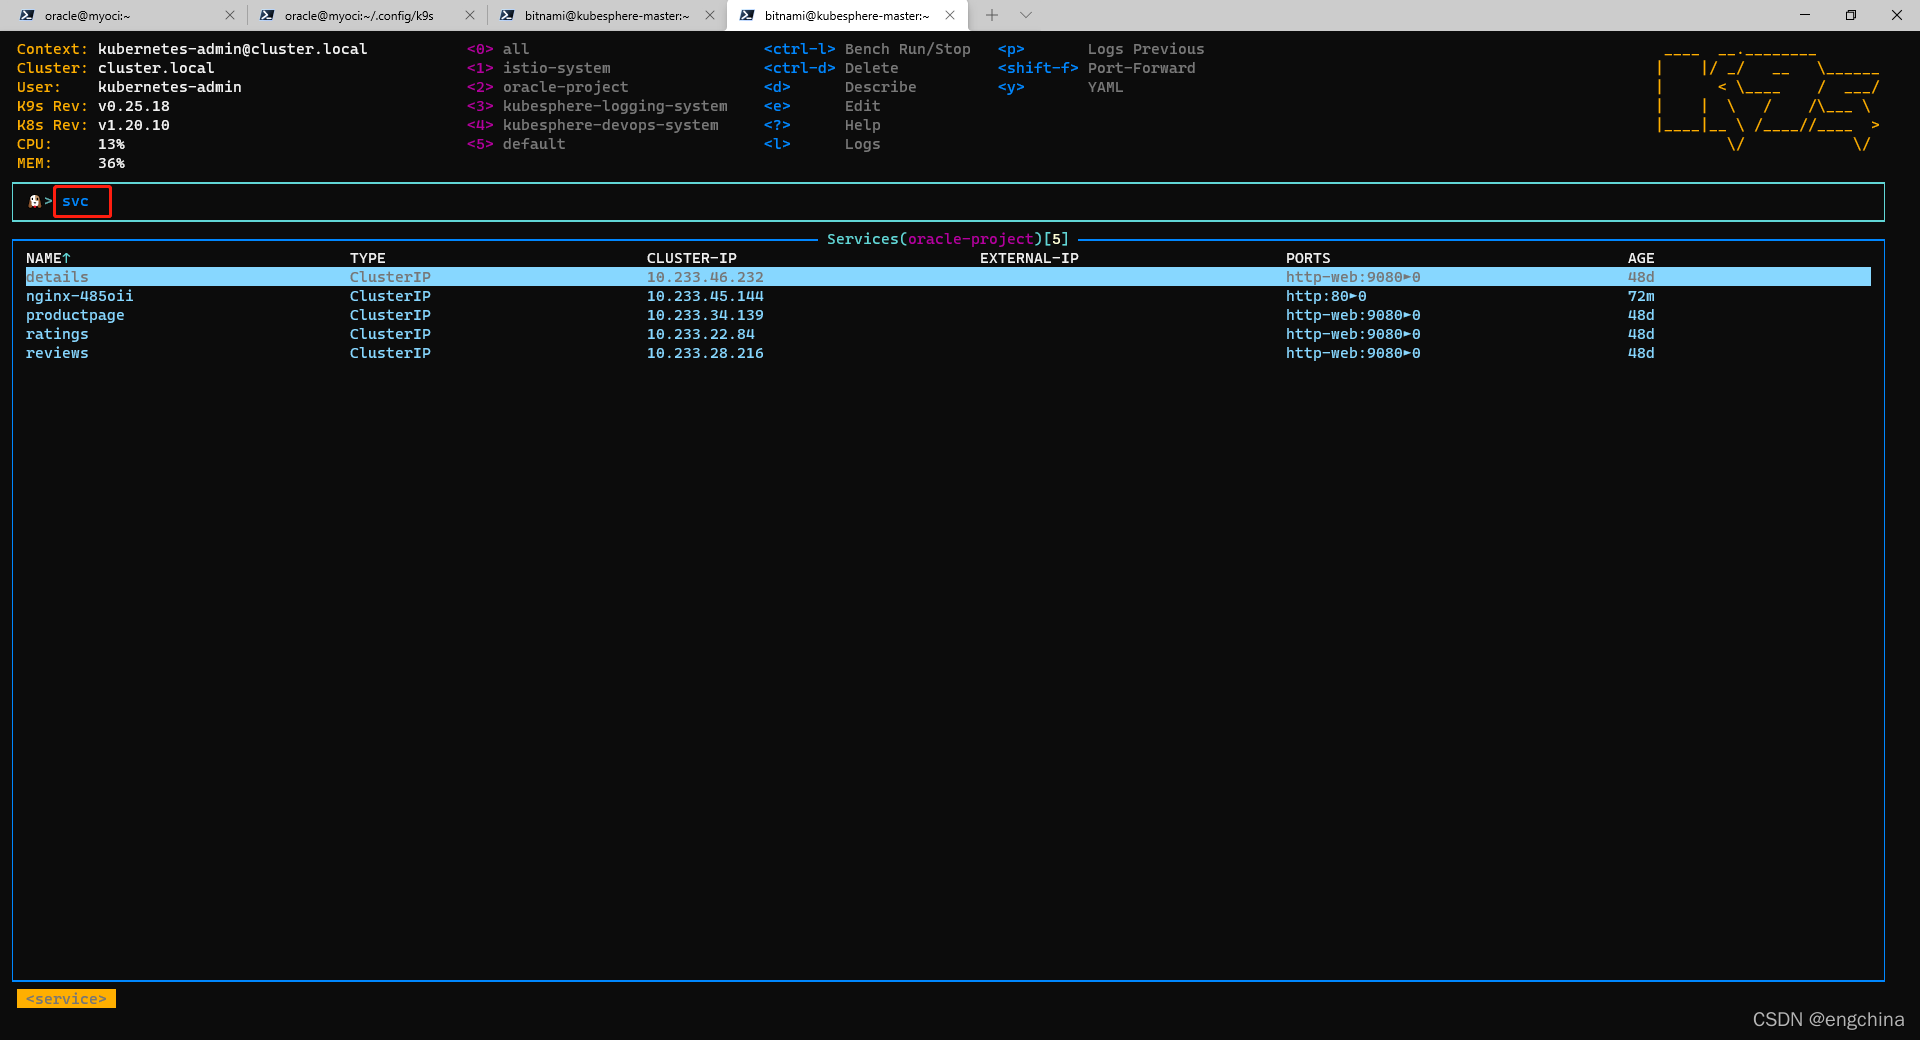 oracle@myoci:~ oracle@myoci:~/.config/k9s bitnami@kubesphere-master:~ bitnami@kubesphere-master:~
Context: kubernetes-admin@cluster.local <0> all <ctrl-l> Bench Run/Stop <p> Logs Previous
Cluster: cluster.local <1> istio-system <ctrl-d> Delete <shift-f> Port-Forward
User: kubernetes-admin <2> oracle-project <d> Describe <y> YAML
K9s Rev: v0.25.18 <3> kubesphere-logging-system <e> Edit
K8s Rev: v1.20.10 <4> kubesphere-devops-system <?> Help
CPU: 13% <5> default <l> Logs
MEM: 36%
> svc
Services(oracle-project)[5]
NAME↑ TYPE CLUSTER-IP EXTERNAL-IP PORTS AGE
details ClusterIP 10.233.46.232 http-web:9080►0 48d
nginx-485oii ClusterIP 10.233.45.144 http:80►0 72m
productpage ClusterIP 10.233.34.139 http-web:9080►0 48d
ratings ClusterIP 10.233.22.84 http-web:9080►0 48d
reviews ClusterIP 10.233.28.216 http-web:9080►0 48d
<service>
CSDN @engchina